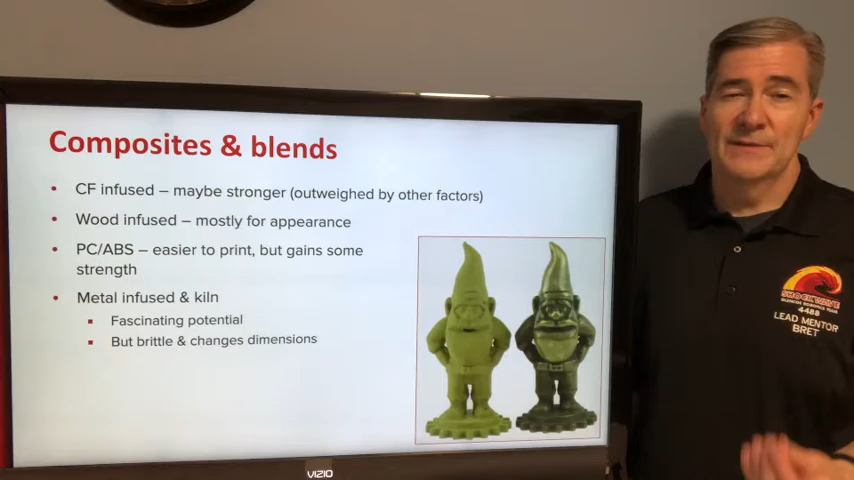 Composites & blends
• CF infused – maybe stronger (outweighed by other factors)
• Wood infused – mostly for appearance
• PC/ABS – easier to print, but gains some
strength
• Metal infused & kiln
▪ Fascinating potential
▪ But brittle & changes dimensions
VIZIO
SHOCKWAVE
4488
LEAD MENTOR
BRET